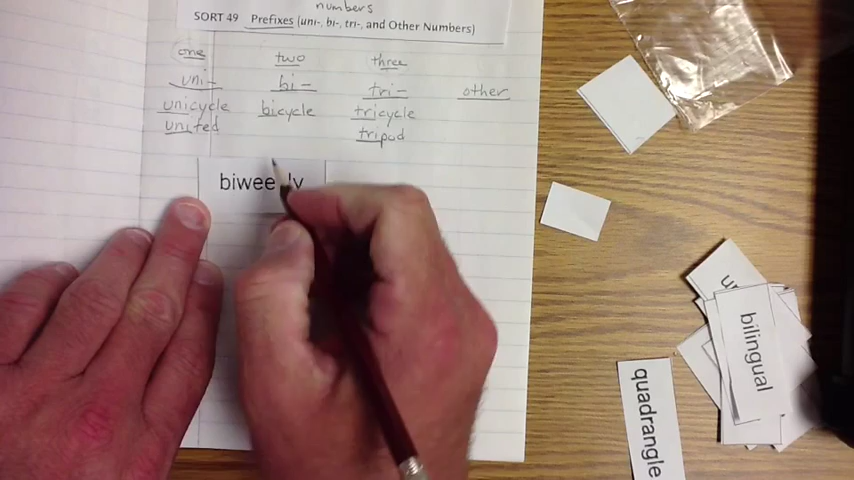 numbers
SORT 49 Prefixes (uni-, bi-, tri-, and Other Numbers)
one two three
uni- bi- tri- other
unicycle bicycle tricycle
united tripod
bilingual
quadrangle